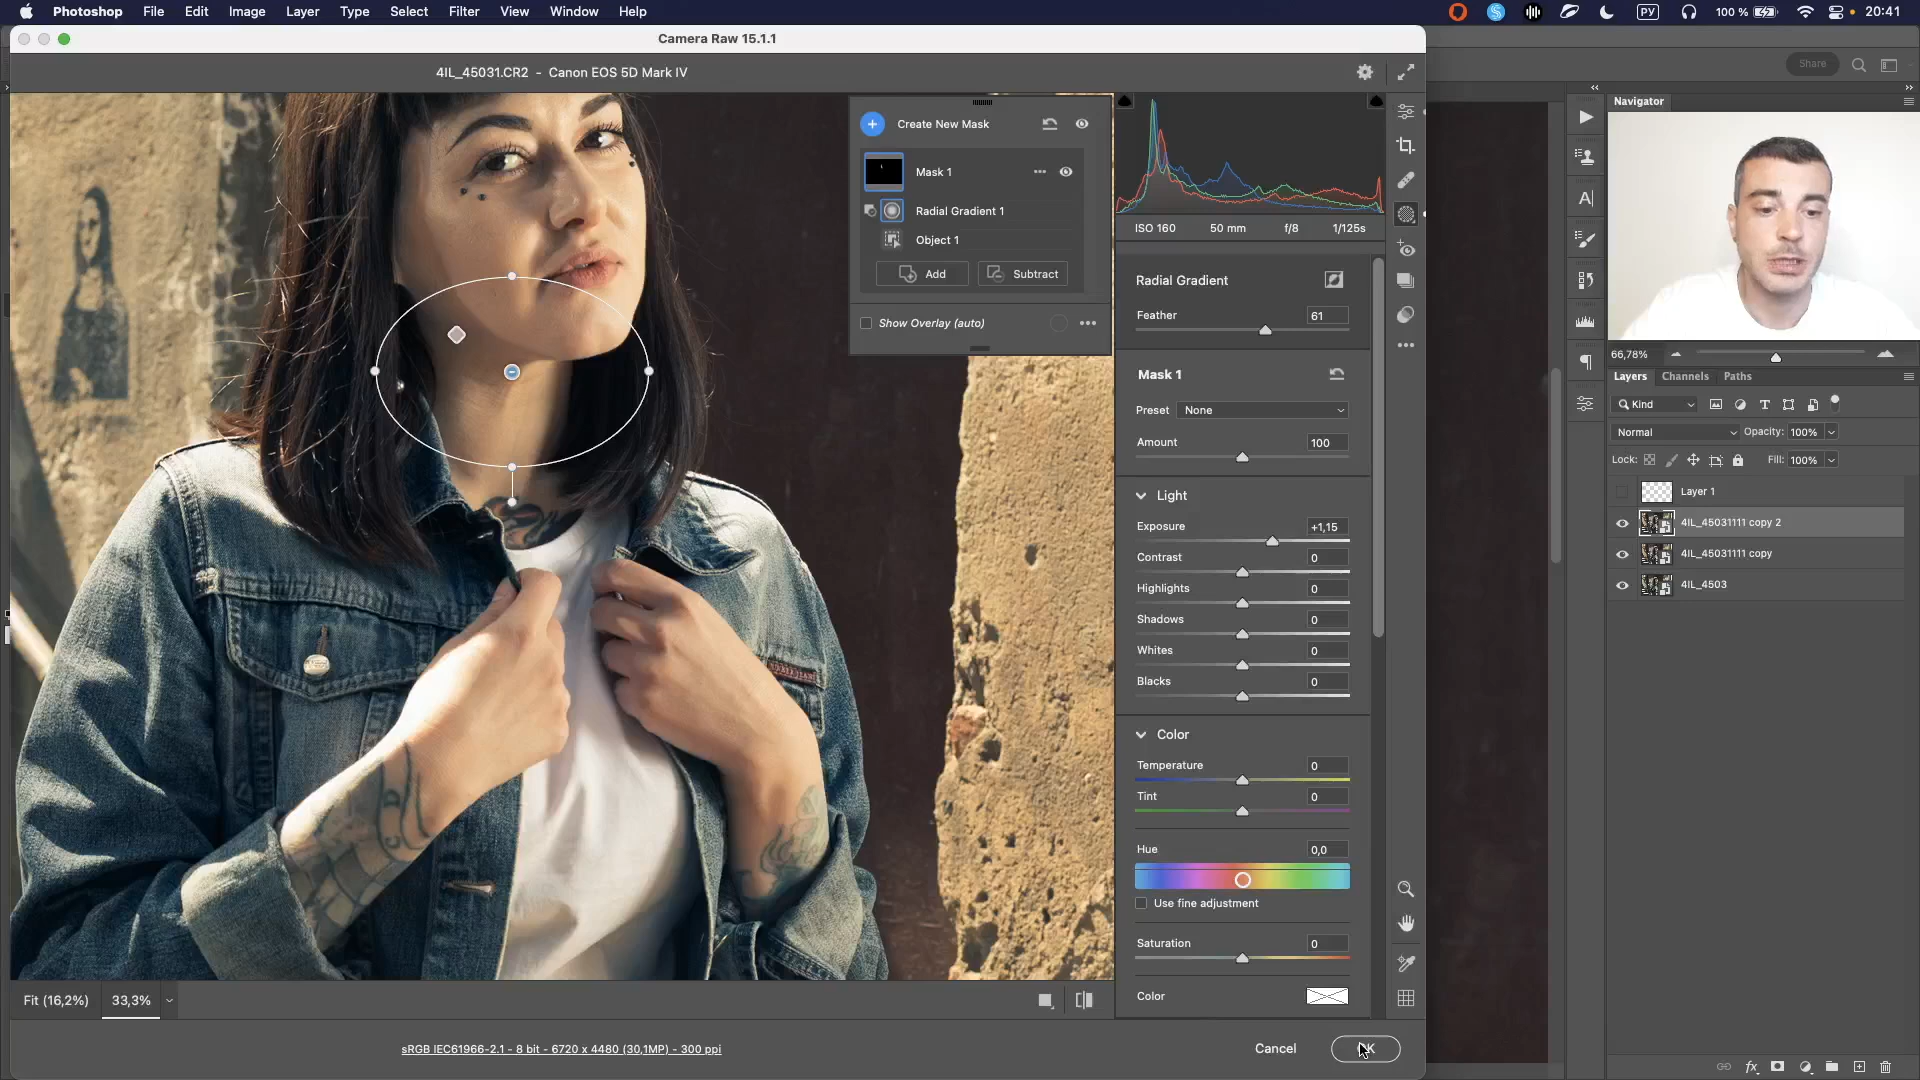 Photoshop File Edit Image Layer Type Select Filter View Window Help РУ 100 % 20:41
Camera Raw 15.1.1
4IL_45031.CR2 - Canon EOS 5D Mark IV
Share
Create New Mask
Mask 1
Radial Gradient 1
Object 1
Add Subtract
Show Overlay (auto)
ISO 160 50 mm f/8 1/125s
Radial Gradient
Feather 61
Mask 1
Preset None
Amount 100
Light
Exposure +1,15
Contrast 0
Highlights 0
Shadows 0
Whites 0
Blacks 0
Color
Temperature 0
Tint 0
Hue 0,0
Use fine adjustment
Saturation 0
Color
Fit (16,2%) 33,3%
sRGB IEC61966-2.1 - 8 bit - 6720 x 4480 (30,1MP) - 300 ppi
Cancel OK
Navigator
66,78%
Layers Channels Paths
Kind
Normal Opacity: 100%
Lock: Fill: 100%
Layer 1
4IL_45031111 copy 2
4IL_45031111 copy
4IL_4503